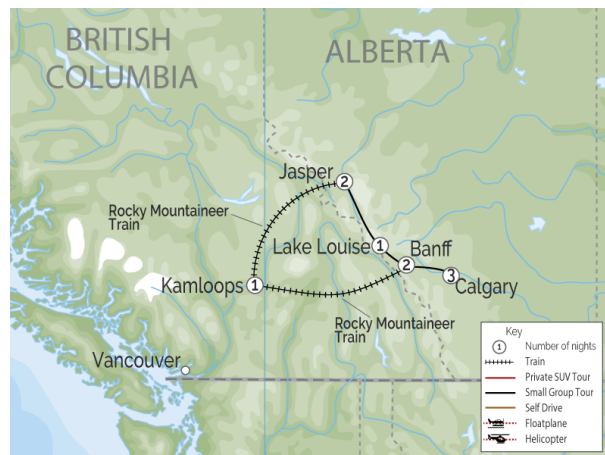 BRITISH
COLUMBIA
ALBERTA
Jasper 2
Rocky Mountaineer
Train
Lake Louise 1
Banff
2
Kamloops 1
3
Calgary
Rocky Mountaineer
Train
Vancouver
Key
1 Number of nights
Train
Private SUV Tour
Small Group Tour
Self Drive
Floatplane
Helicopter